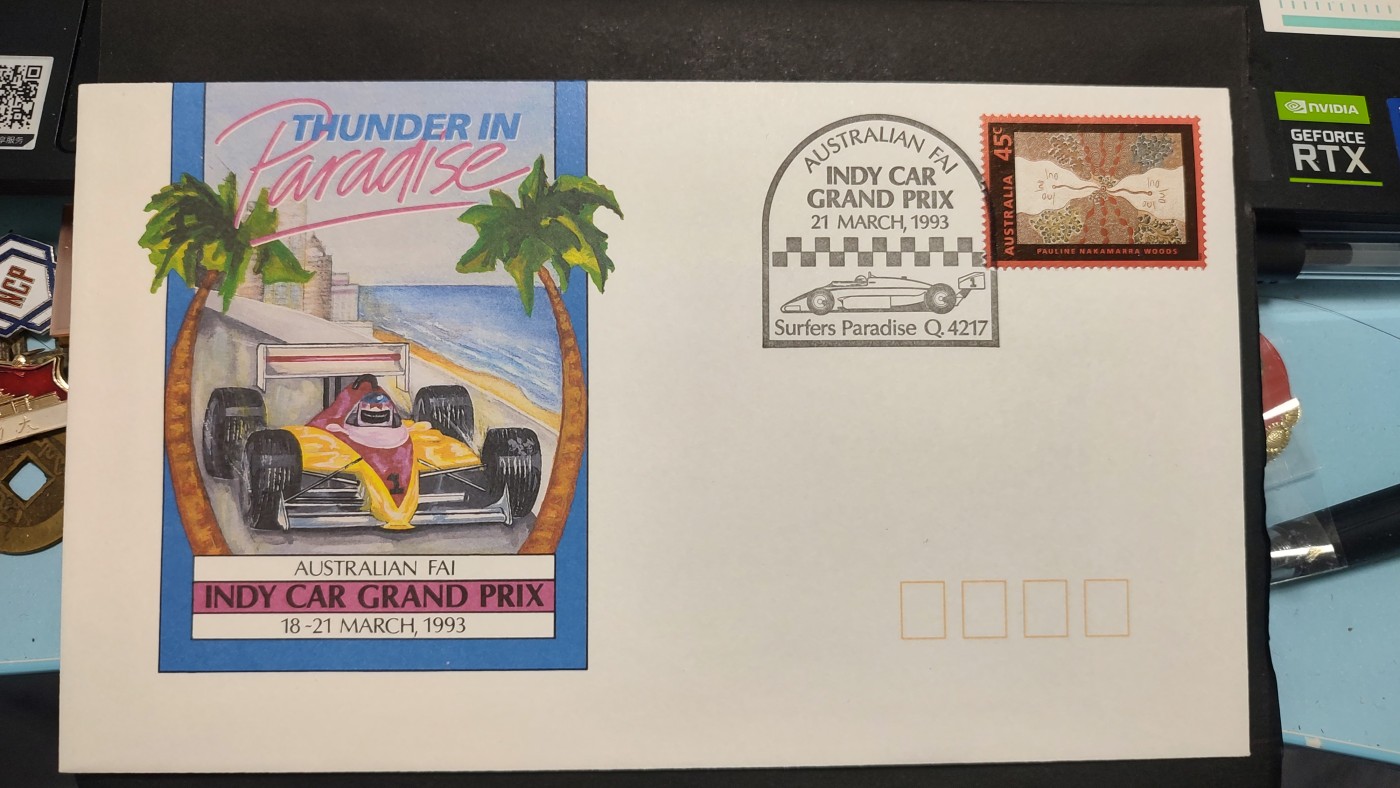 THUNDER IN
Paradise
1
AUSTRALIAN FAI
INDY CAR GRAND PRIX
18-21 MARCH, 1993
AUSTRALIAN FAI
INDY CAR
GRAND PRIX
21 MARCH, 1993
1
Surfers Paradise Q. 4217
45c
AUSTRALIA
PAULINE NAKAMARRA WOODS
NVIDIA
GEFORCE
RTX
NCP
大